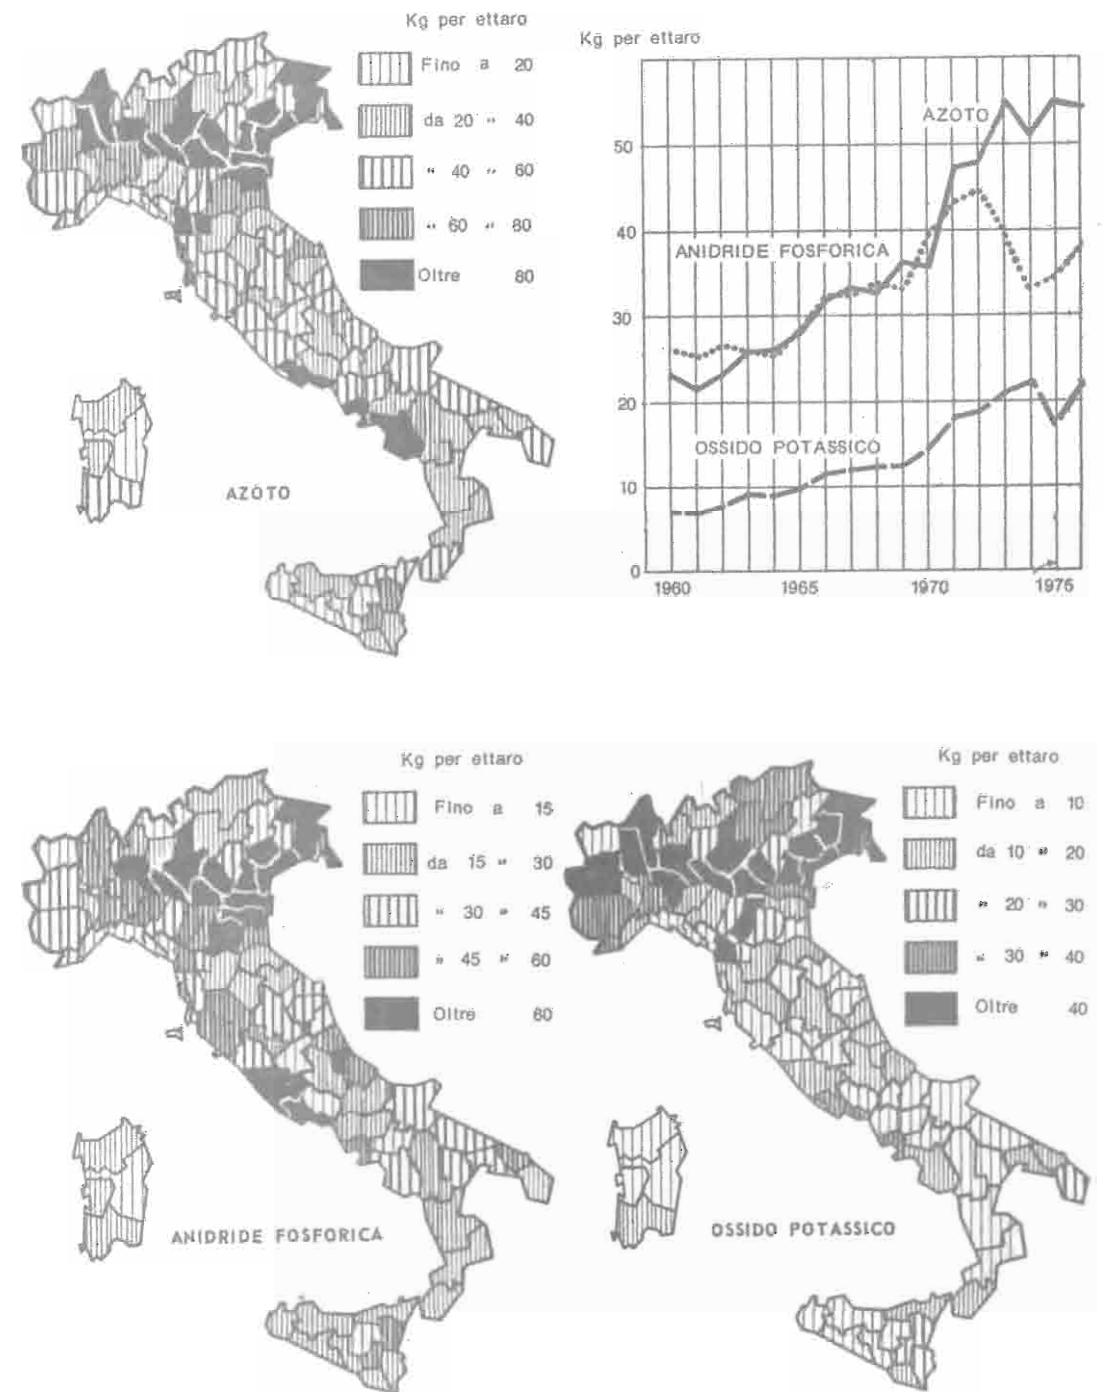 Kg per ettaro
Fino a 20
da 20 " 40
" 40 " 60
" 60 " 80
Oltre 80
AZOTO
Kg per ettaro
50
40
30
20
10
0
1960 1965 1970 1975
AZOTO
ANIDRIDE FOSFORICA
OSSIDO POTASSICO
Kg per ettaro
Fino a 15
da 15 " 30
" 30 " 45
" 45 " 60
Oltre 60
ANIDRIDE FOSFORICA
Kg per ettaro
Fino a 10
da 10 " 20
" 20 " 30
" 30 " 40
Oltre 40
OSSIDO POTASSICO